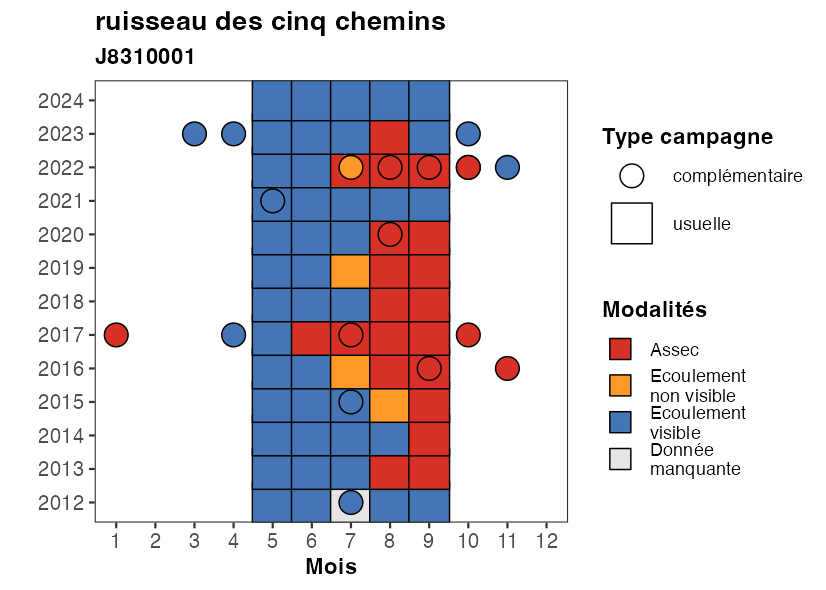 ruisseau des cinq chemins
J8310001
2024
2023
2022
2021
2020
2019
2018
2017
2016
2015
2014
2013
2012
1 2 3 4 5 6 7 8 9 10 11 12
Mois
Type campagne
complémentaire
usuelle
Modalités
Assec
Ecoulement
non visible
Ecoulement
visible
Donnée
manquante